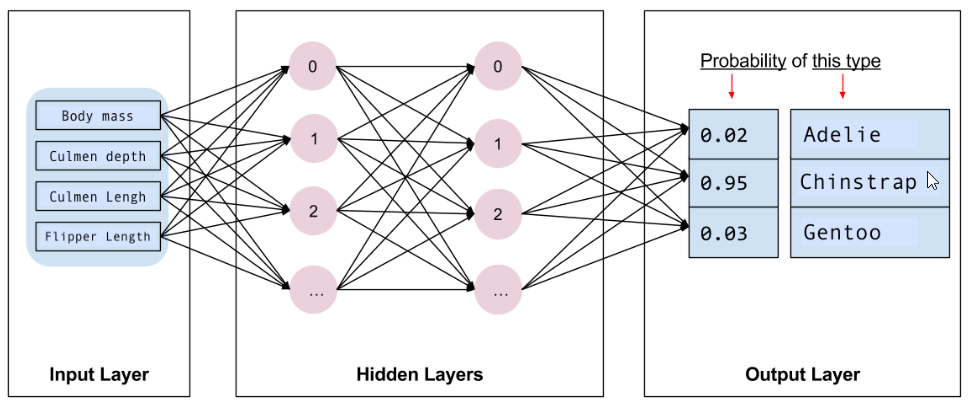 Body mass
Culmen depth
Culmen Lengh
Flipper Length
Input Layer
0
1
2
...
0
1
2
...
Hidden Layers
Probability of this type
0.02 Adelie
0.95 Chinstrap
0.03 Gentoo
Output Layer